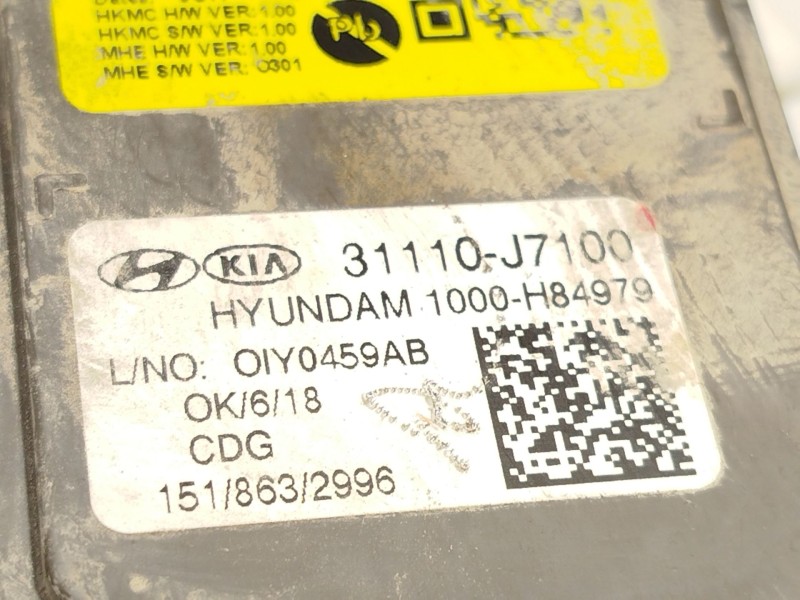 HKMC H/W VER: 1.00
HKMC S/W VER: 1.00
MHE H/W VER: 1.00
MHE S/W VER: 0301
Pb
KIA 31110-J7100
HYUNDAM 1000-H84979
L/NO: OIY0459AB
OK/6/18
CDG
151/863/2996